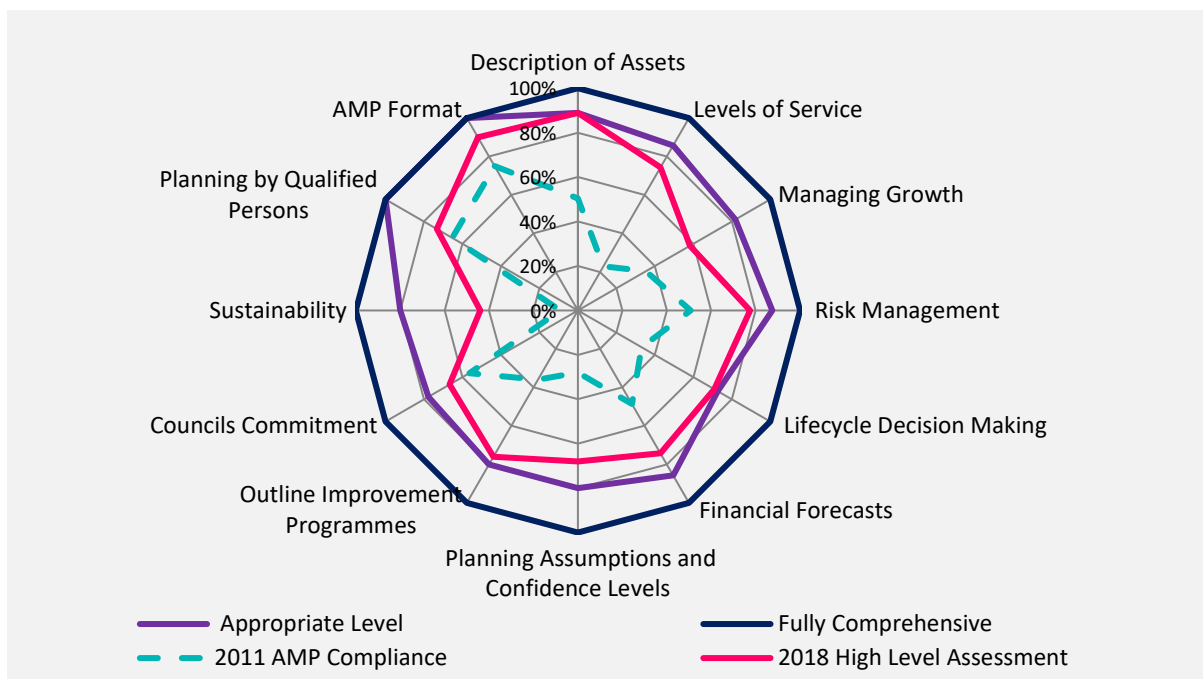 Description of Assets
100%
AMP Format
Levels of Service
80%
Planning by Qualified
Persons
60%
Managing Growth
40%
20%
Sustainability
0%
Risk Management
Councils Commitment
Lifecycle Decision Making
Outline Improvement
Programmes
Financial Forecasts
Planning Assumptions and
Confidence Levels
Appropriate Level
Fully Comprehensive
2011 AMP Compliance
2018 High Level Assessment